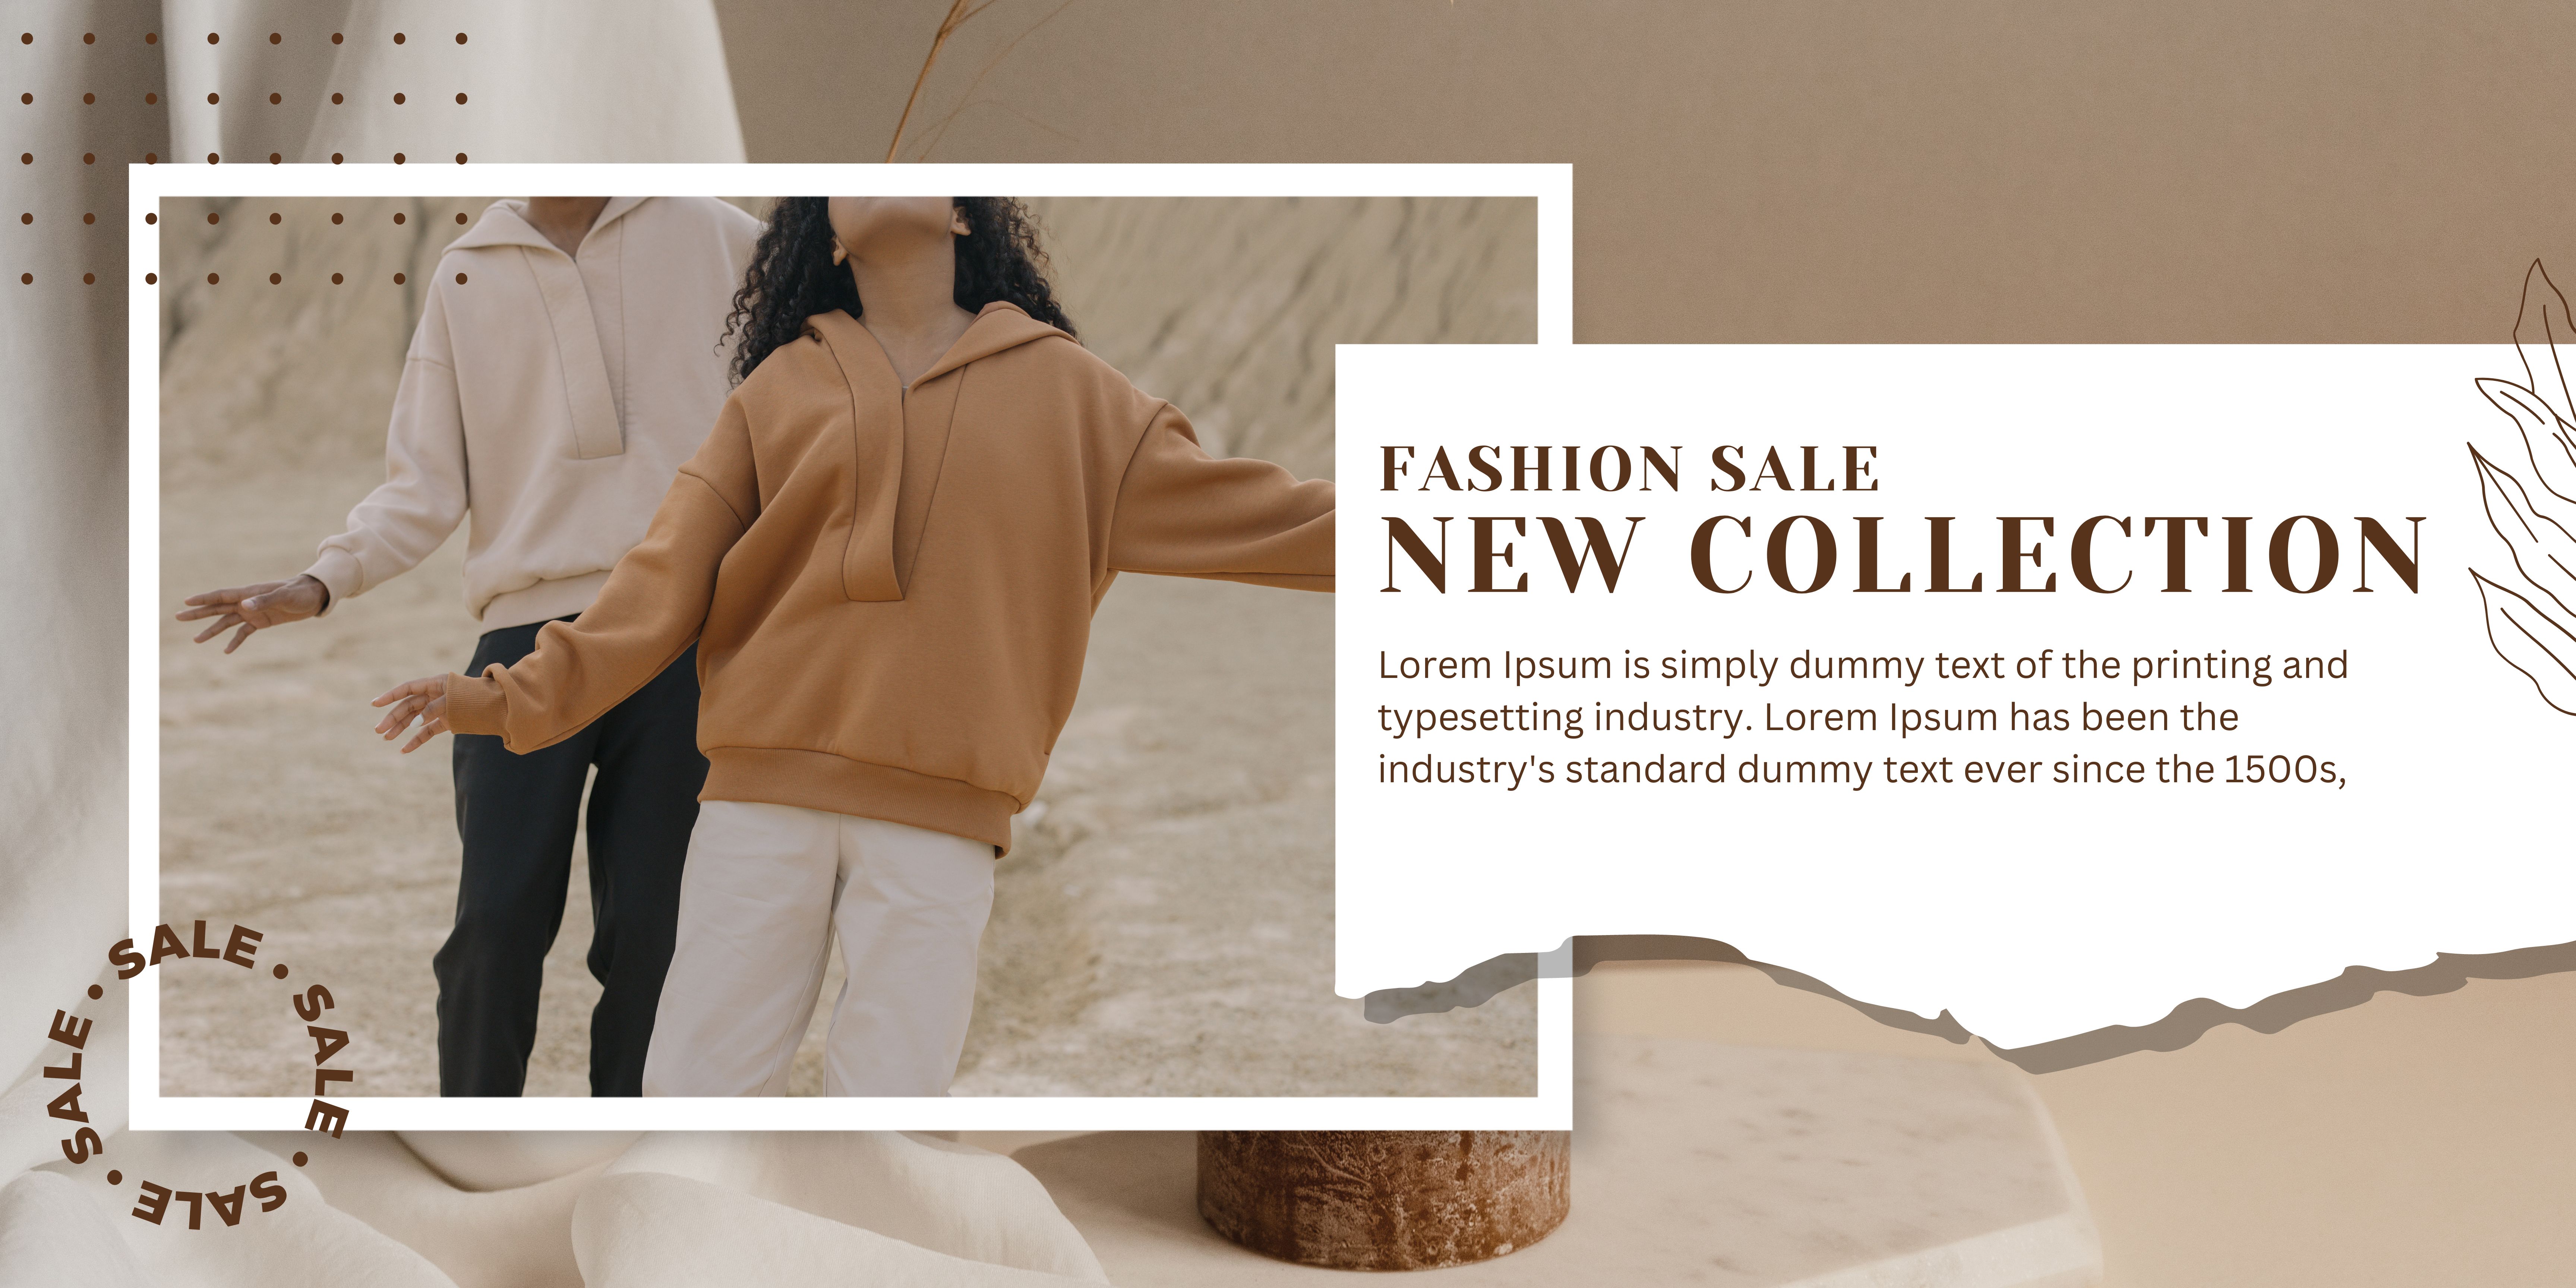 FASHION SALE
NEW COLLECTION
Lorem Ipsum is simply dummy text of the printing and
typesetting industry. Lorem Ipsum has been the
industry's standard dummy text ever since the 1500s,
SALE • SALE • SALE • SALE •